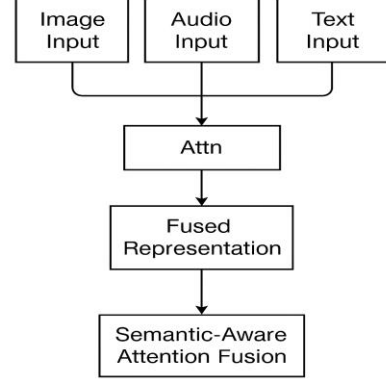 Image
Input
Audio
Input
Text
Input
Attn
Fused
Representation
Semantic-Aware
Attention Fusion